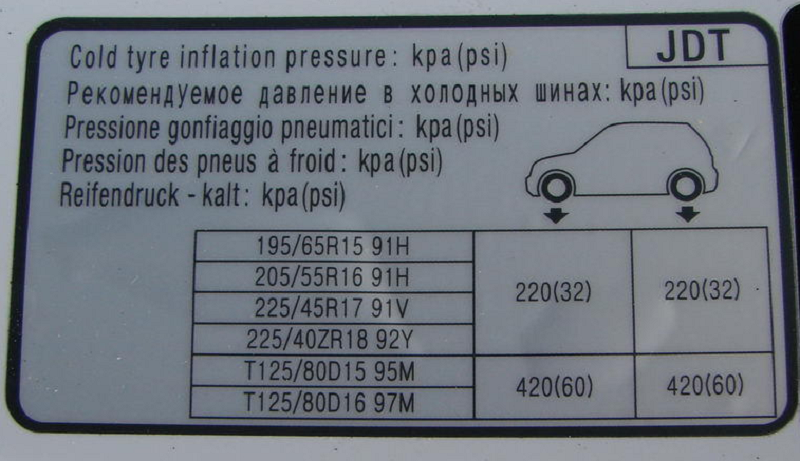 JDT
Cold tyre inflation pressure: kpa(psi)
Рекомендуемое давление в холодных шинах: kpa(psi)
Pressione gonfiaggio pneumatici: kpa(psi)
Pression des pneus à froid: kpa(psi)
Reifendruck - kalt: kpa(psi)
195/65R15 91H
205/55R16 91H
225/45R17 91V
225/40ZR18 92Y
220(32) 220(32)
T125/80D15 95M
T125/80D16 97M
420(60) 420(60)